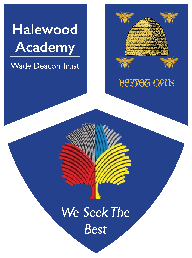 Halewood
Academy
Wade Deacon Trust
We Seek The
Best